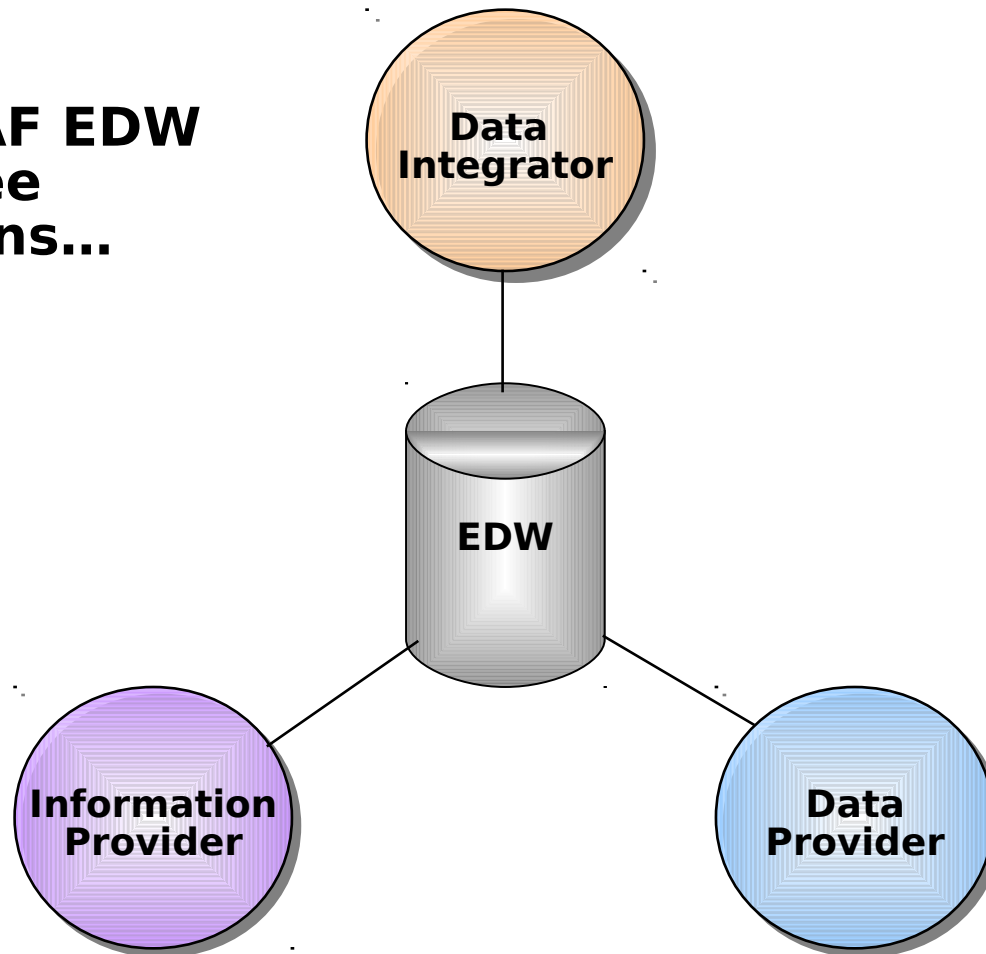 AF EDW
ee
ns...
Data
Integrator
EDW
Information
Provider
Data
Provider